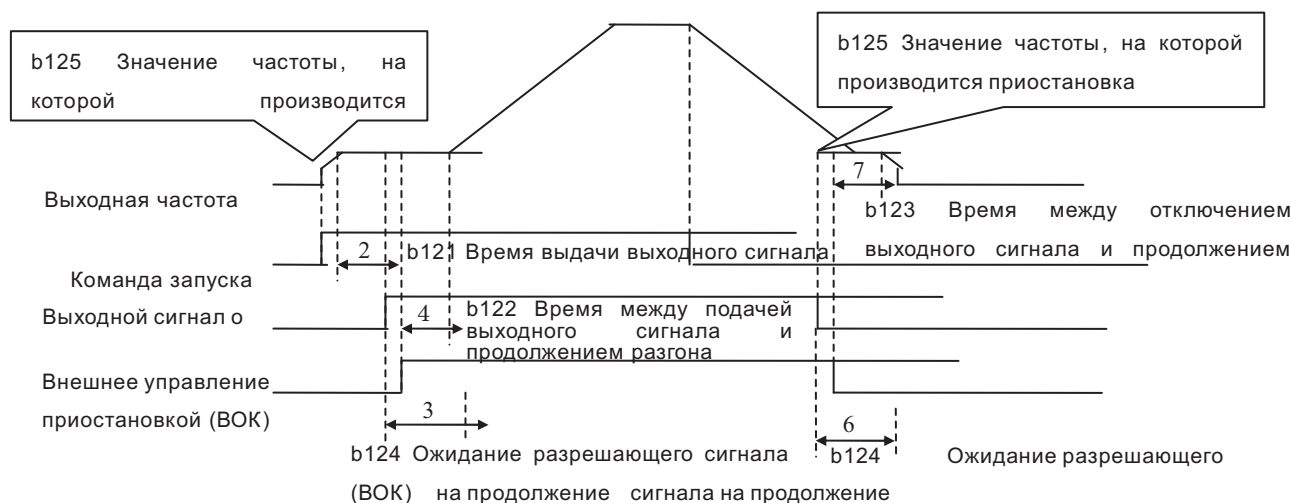 b125 Значение частоты, на
которой производится
b125 Значение частоты, на которой
производится приостановка
Выходная частота
7
b123 Время между отключением
выходного сигнала и продолжением
2
b121 Время выдачи выходного сигнала
Команда запуска
Выходной сигнал о
4
b122 Время между подачей
выходного сигнала и
продолжением разгона
Внешнее управление
приостановкой (ВОК)
3
6
b124 Ожидание разрешающего сигнала
(ВОК) на продолжение сигнала на продолжение
b124 Ожидание разрешающего